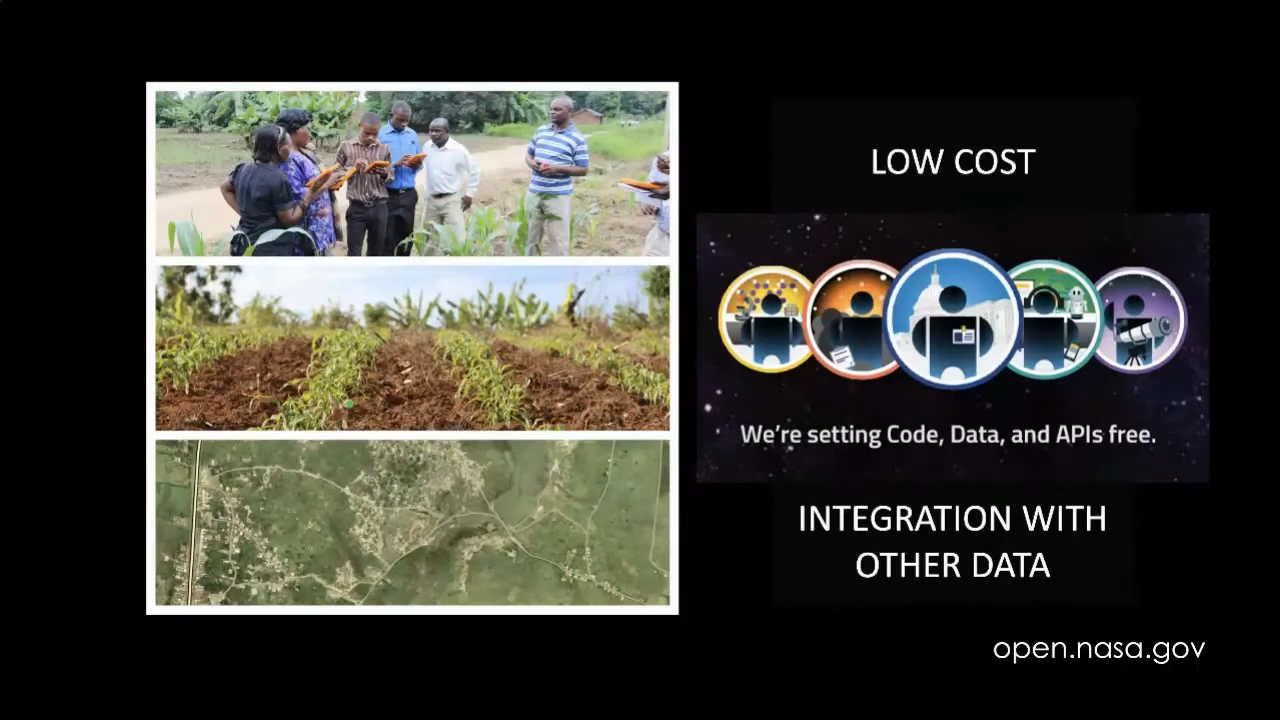 LOW COST
We're setting Code, Data, and APIs free.
INTEGRATION WITH
OTHER DATA
open.nasa.gov